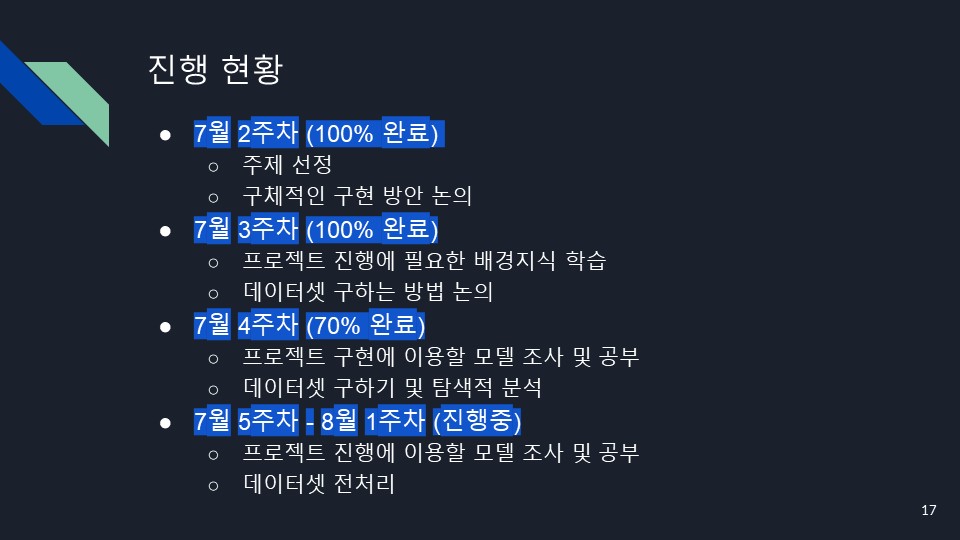 진행 현황
● 7월 2주차 (100% 완료)
○ 주제 선정
○ 구체적인 구현 방안 논의
● 7월 3주차 (100% 완료)
○ 프로젝트 진행에 필요한 배경지식 학습
○ 데이터셋 구하는 방법 논의
● 7월 4주차 (70% 완료)
○ 프로젝트 구현에 이용할 모델 조사 및 공부
○ 데이터셋 구하기 및 탐색적 분석
● 7월 5주차 - 8월 1주차 (진행중)
○ 프로젝트 진행에 이용할 모델 조사 및 공부
○ 데이터셋 전처리
17